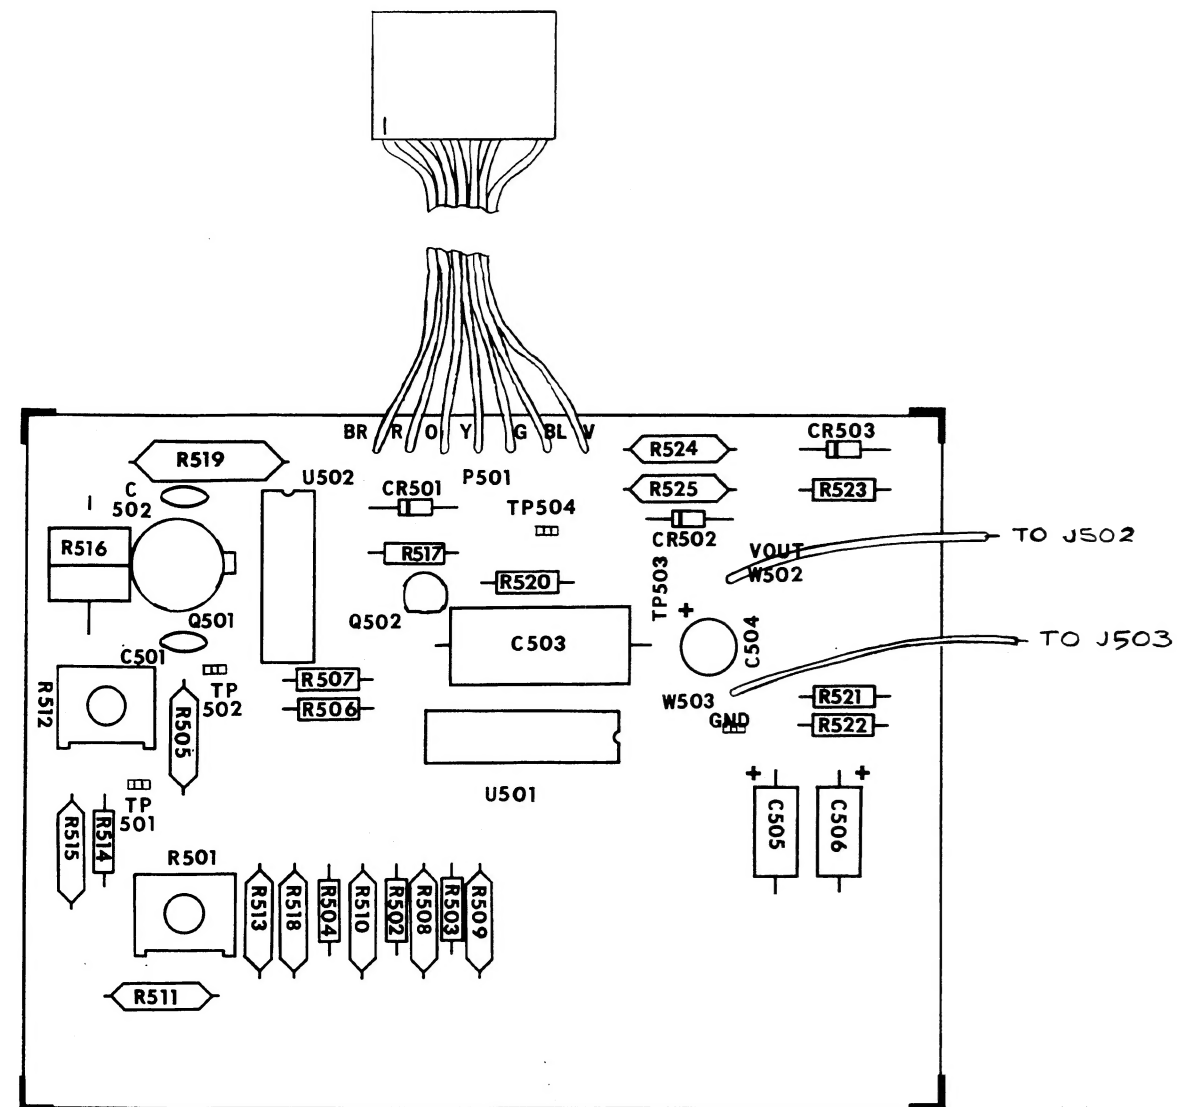 BR R O Y G BL V
CR503
R519
R524
U502
P501
CR501
R525
R523
C
502
TP504
CR502
VOUT
W502
TO J502
R516
R517
R520
TP503
+
Q501
Q502
C503
C504
TO J503
C501
R507
W503
R521
R512
TP
502
R506
GND
R522
R505
U501
TP
501
+
+
C505
C506
R515
R514
R501
R513
R518
R504
R510
R502
R508
R503
R509
R511